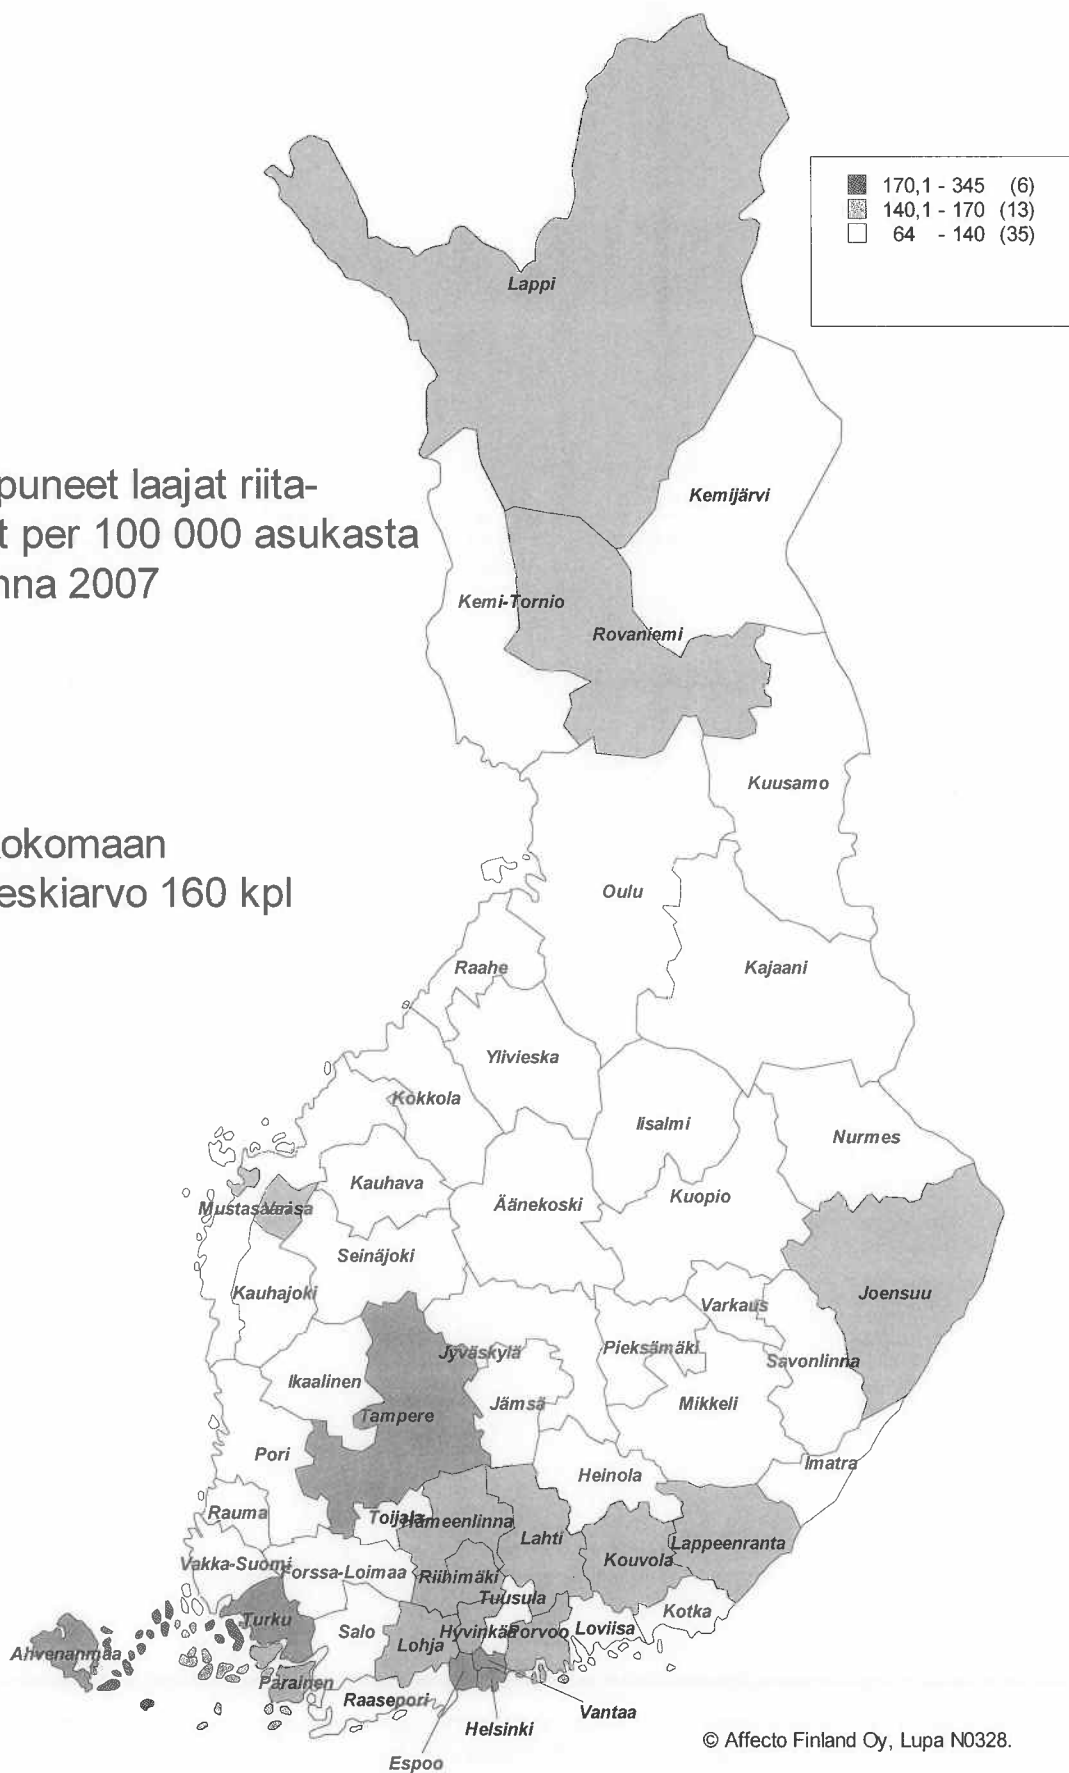 170,1 - 345 (6)
140,1 - 170 (13)
64 - 140 (35)
Lappi
puneet laajat riita-
t per 100 000 asukasta
nna 2007
Kemijärvi
Kemi-Tornio
Rovaniemi
Kuusamo
okomaan
eskiarvo 160 kpl
Oulu
Raahe
Kajaani
Ylivieska
Kokkola
Iisalmi
Nurmes
Kauhava
Äänekoski
Kuopio
Mustasaari
Vaasa
Seinäjoki
Kauhajoki
Varkaus
Joensuu
Jyväskylä
Pieksämäki
Savonlinna
Ikaalinen
Jämsä
Mikkeli
Tampere
Pori
Heinola
Imatra
Rauma
Toijala
Hämeenlinna
Lahti
Lappeenranta
Kouvola
Vakka-Suomi
Forssa-Loimaa
Riihimäki
Tuusula
Turku
Salo
Lohja
Hyvinkää
Porvoo
Loviisa
Kotka
Ahvenanmaa
Parainen
Raasepori
Vantaa
Helsinki
Espoo
© Affecto Finland Oy, Lupa N0328.